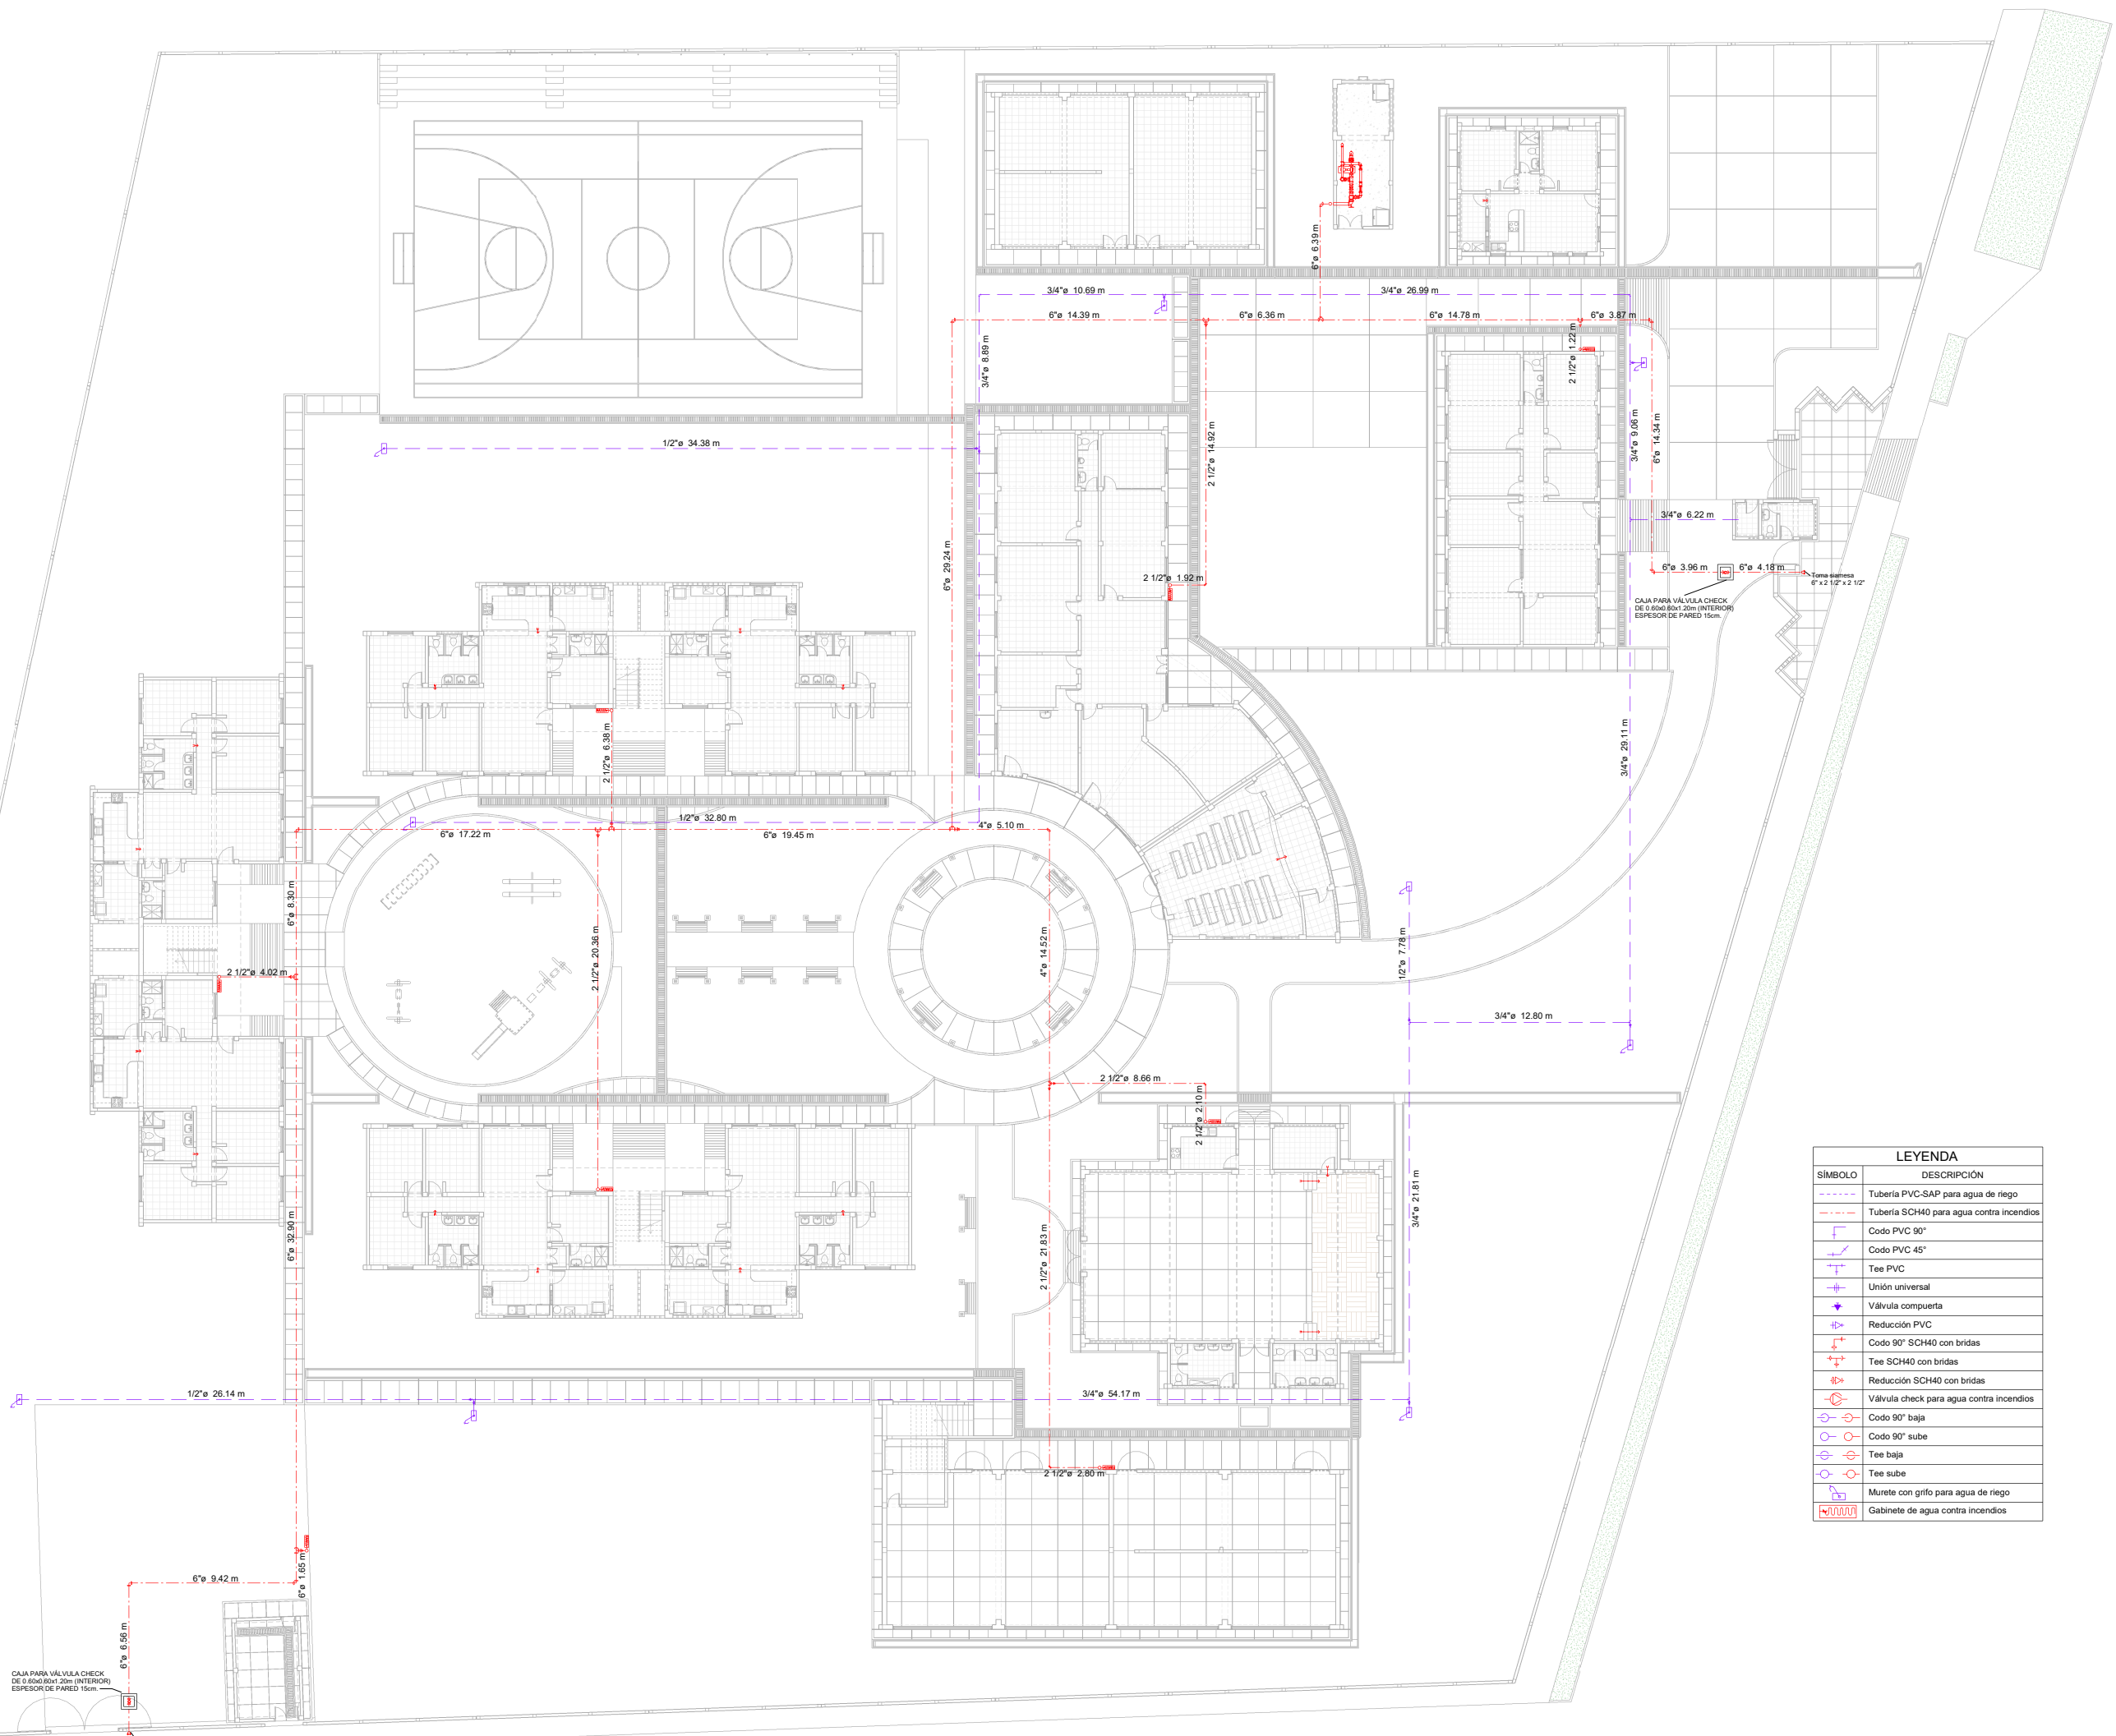 6"ø 6.39 m
3/4"ø 10.69 m
3/4"ø 26.99 m
6"ø 14.39 m
6"ø 6.36 m
6"ø 14.78 m
6"ø 3.87 m
2 1/2"ø 1.22 m
3/4"ø 8.89 m
1/2"ø 34.38 m
2 1/2"ø 14.92 m
3/4"ø 9.06 m
6"ø 14.34 m
3/4"ø 6.22 m
6"ø 29.24 m
2 1/2"ø 1.92 m
6"ø 3.96 m
6"ø 4.18 m
Toma siamesa
6" x 2 1/2" x 2 1/2"
CAJA PARA VÁLVULA CHECK
DE 0.60x0.60x1.20m (INTERIOR)
ESPESOR DE PARED 15cm.
2 1/2"ø 6.38 m
3/4"ø 29.11 m
1/2"ø 32.80 m
6"ø 17.22 m
6"ø 19.45 m
4"ø 5.10 m
6"ø 8.30 m
2 1/2"ø 20.36 m
4"ø 14.52 m
1/2"ø 7.78 m
2 1/2"ø 4.02 m
3/4"ø 12.80 m
2 1/2"ø 8.66 m
2 1/2"ø 2.10 m
3/4"ø 21.81 m
6"ø 32.90 m
2 1/2"ø 21.83 m
1/2"ø 26.14 m
3/4"ø 54.17 m
2 1/2"ø 2.80 m
6"ø 1.65 m
6"ø 9.42 m
6"ø 6.56 m
CAJA PARA VÁLVULA CHECK
DE 0.60x0.60x1.20m (INTERIOR)
ESPESOR DE PARED 15cm.
LEYENDA
SÍMBOLO DESCRIPCIÓN
Tubería PVC-SAP para agua de riego
Tubería SCH40 para agua contra incendios
Codo PVC 90°
Codo PVC 45°
Tee PVC
Unión universal
Válvula compuerta
Reducción PVC
Codo 90° SCH40 con bridas
Tee SCH40 con bridas
Reducción SCH40 con bridas
Válvula check para agua contra incendios
Codo 90° baja
Codo 90° sube
Tee baja
Tee sube
Murete con grifo para agua de riego
Gabinete de agua contra incendios